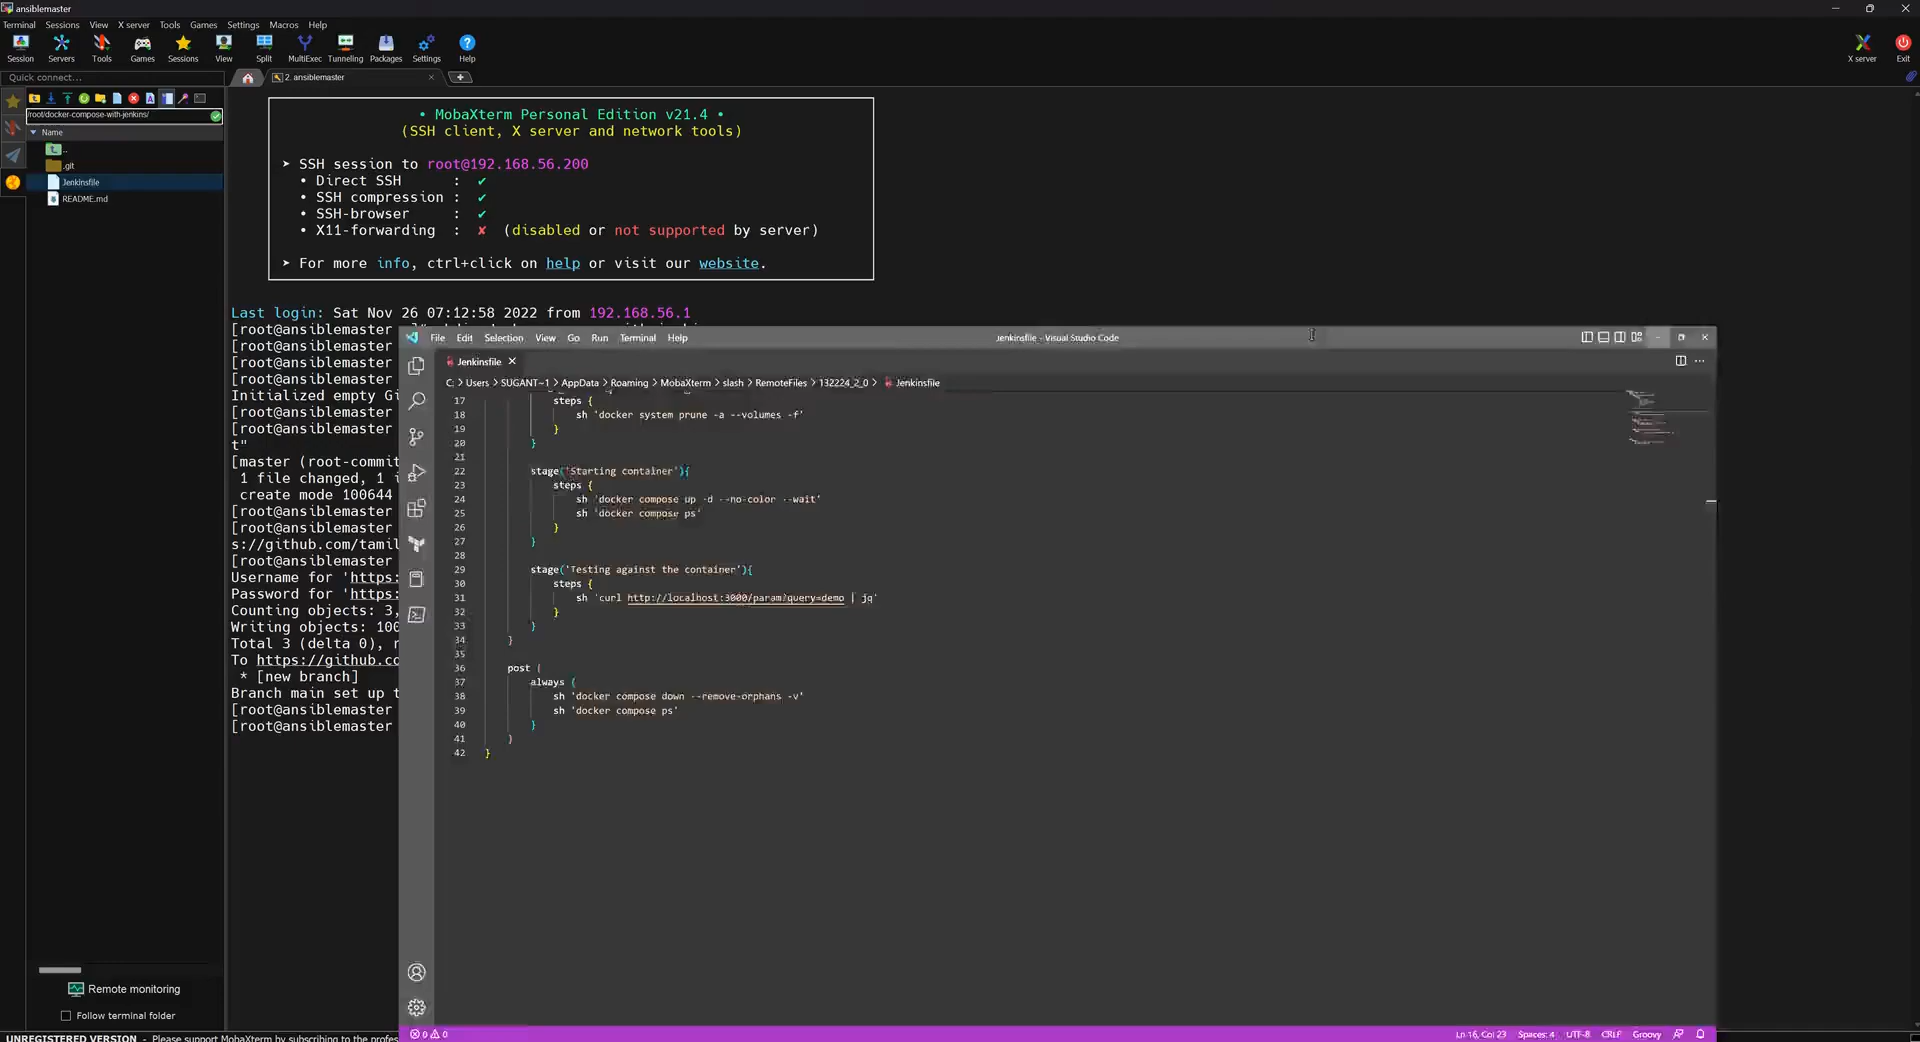 ansiblemaster
Terminal Sessions View X server Tools Games Settings Macros Help
Session Servers Tools Games Sessions View Split MultiExec Tunneling Packages Settings Help
X server Exit
Quick connect...
2. ansiblemaster
/root/docker-compose-with-jenkins/
Name
..
.git
Jenkinsfile
README.md
• MobaXterm Personal Edition v21.4 •
(SSH client, X server and network tools)
➤ SSH session to root@192.168.56.200
• Direct SSH : ✔
• SSH compression : ✔
• SSH-browser : ✔
• X11-forwarding : ✘ (disabled or not supported by server)
➤ For more info, ctrl+click on help or visit our website.
Last login: Sat Nov 26 07:12:58 2022 from 192.168.56.1
[root@ansiblemaster
[root@ansiblemaster
[root@ansiblemaster
[root@ansiblemaster
[root@ansiblemaster
Initialized empty Gi
[root@ansiblemaster
[root@ansiblemaster
t"
[master (root-commit
1 file changed, 1 i
create mode 100644
[root@ansiblemaster
[root@ansiblemaster
s://github.com/tamil
[root@ansiblemaster
Username for 'https:
Password for 'https:
Counting objects: 3,
Writing objects: 100
Total 3 (delta 0), r
To https://github.co
* [new branch]
Branch main set up t
[root@ansiblemaster
[root@ansiblemaster
File Edit Selection View Go Run Terminal Help
Jenkinsfile - Visual Studio Code
Jenkinsfile
C: > Users > SUGANT~1 > AppData > Roaming > MobaXterm > slash > RemoteFiles > 132224_2_0 > Jenkinsfile
17 steps {
18 sh 'docker system prune -a --volumes -f'
19 }
20 }
21
22 stage('Starting container'){
23 steps {
24 sh 'docker compose up -d --no-color --wait'
25 sh 'docker compose ps'
26 }
27 }
28
29 stage('Testing against the container'){
30 steps {
31 sh 'curl http://localhost:3000/param?query=demo | jq'
32 }
33 }
34 }
35
36 post {
37 always {
38 sh 'docker compose down --remove-orphans -v'
39 sh 'docker compose ps'
40 }
41 }
42 }
Remote monitoring
Follow terminal folder
0 0
Ln 16, Col 23 Spaces: 4 UTF-8 CRLF Groovy
UNREGISTERED VERSION - Please support MobaXterm by subscribing to the profes